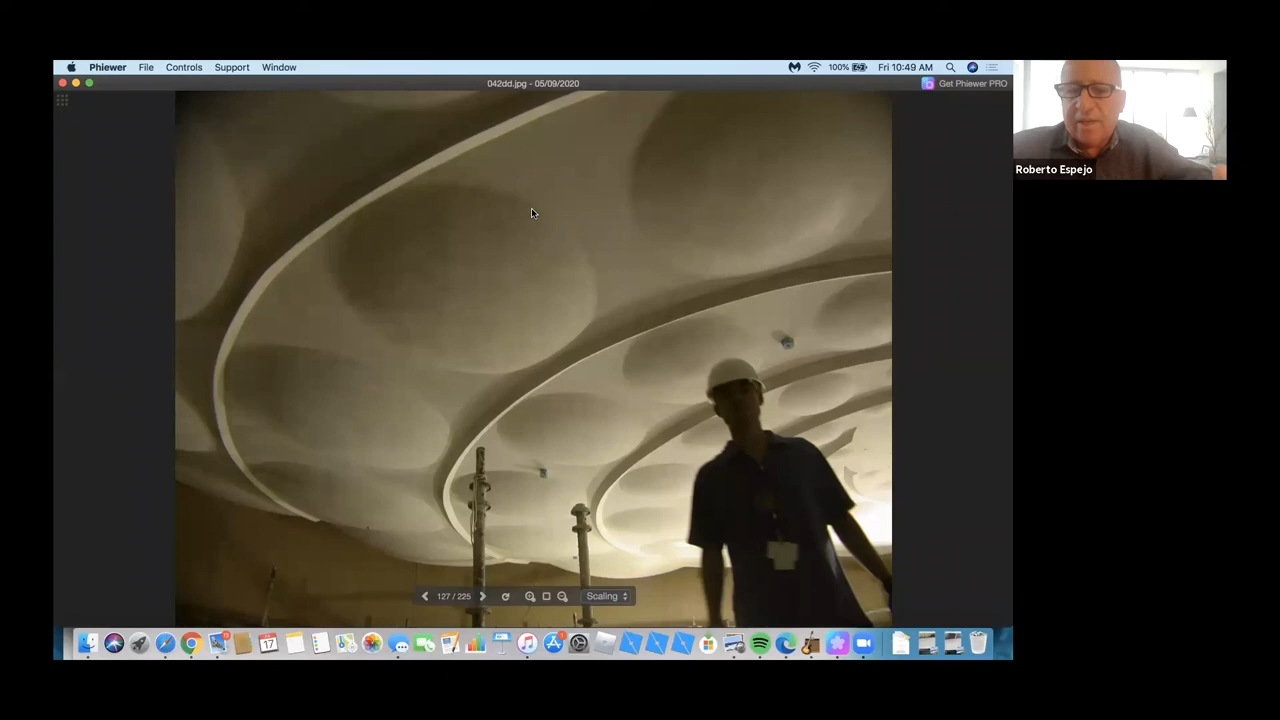 Phiewer File Controls Support Window 100% Fri 10:49 AM
042dd.jpg - 05/09/2020 Get Phiewer PRO
Roberto Espejo
127 / 225 Scaling
17